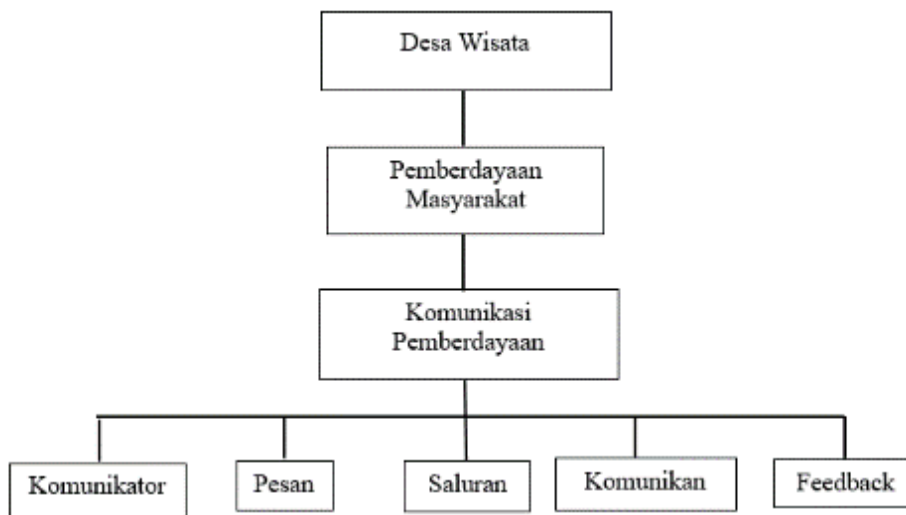 Desa Wisata
Pemberdayaan
Masyarakat
Komunikasi
Pemberdayaan
Komunikator
Pesan
Saluran
Komunikan
Feedback